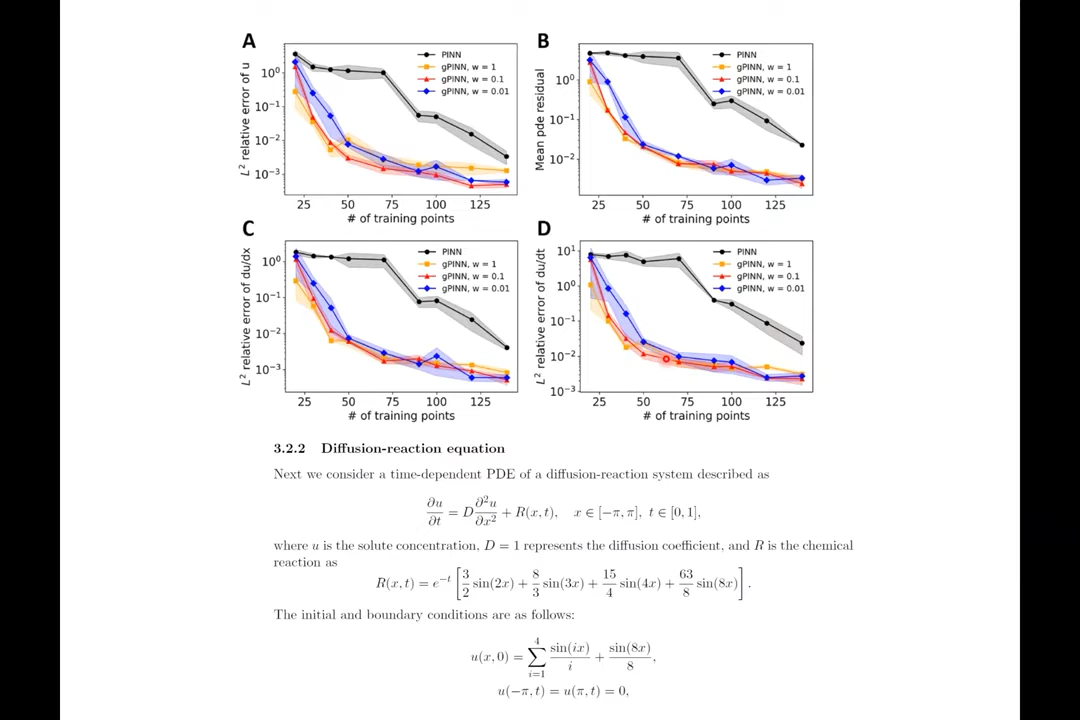 A
B
L² relative error of u
10⁰
10⁻¹
10⁻²
10⁻³
25 50 75 100 125
# of training points
PINN
gPINN, w = 1
gPINN, w = 0.1
gPINN, w = 0.01
Mean pde residual
10⁰
10⁻¹
10⁻²
25 50 75 100 125
# of training points
PINN
gPINN, w = 1
gPINN, w = 0.1
gPINN, w = 0.01
C
D
L² relative error of du/dx
10⁰
10⁻¹
10⁻²
10⁻³
25 50 75 100 125
# of training points
PINN
gPINN, w = 1
gPINN, w = 0.1
gPINN, w = 0.01
L² relative error of du/dt
10¹
10⁰
10⁻¹
10⁻²
10⁻³
25 50 75 100 125
# of training points
PINN
gPINN, w = 1
gPINN, w = 0.1
gPINN, w = 0.01
3.2.2 Diffusion-reaction equation
Next we consider a time-dependent PDE of a diffusion-reaction system described as
∂u/∂t = D ∂²u/∂x² + R(x, t), x ∈ [−π, π], t ∈ [0, 1],
where u is the solute concentration, D = 1 represents the diffusion coefficient, and R is the chemical
reaction as
R(x, t) = e⁻ᵗ [3/2 sin(2x) + 8/3 sin(3x) + 15/4 sin(4x) + 63/8 sin(8x)].
The initial and boundary conditions are as follows:
u(x, 0) = ∑_{i=1}^{4} sin(ix)/i + sin(8x)/8,
u(−π, t) = u(π, t) = 0,